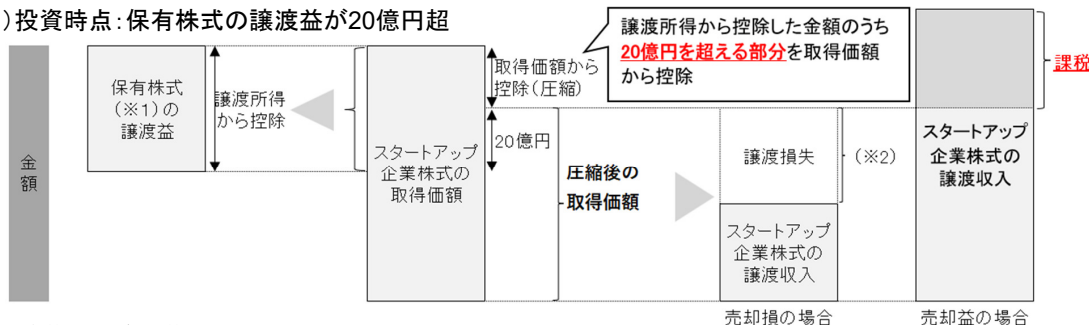 )投資時点:保有株式の譲渡益が20億円超
譲渡所得から控除した金額のうち
20億円を超える部分を取得価額
から控除
課税
保有株式
(※1)の
譲渡益
譲渡所得
から控除
取得価額から
控除(圧縮)
20億円
スタートアップ
企業株式の
取得価額
圧縮後の
取得価額
譲渡損失
(※2)
スタートアップ
企業株式の
譲渡収入
スタートアップ
企業株式の
譲渡収入
金
額
売却損の場合
売却益の場合